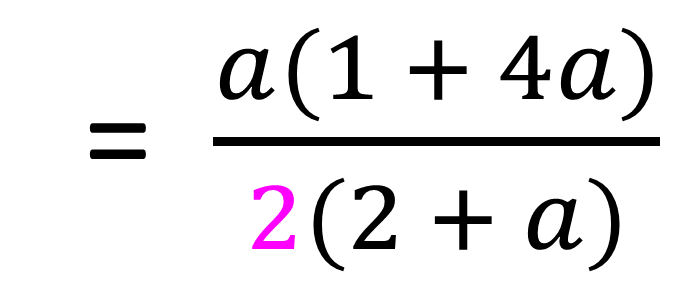 = a(1 + 4a)
2(2 + a)